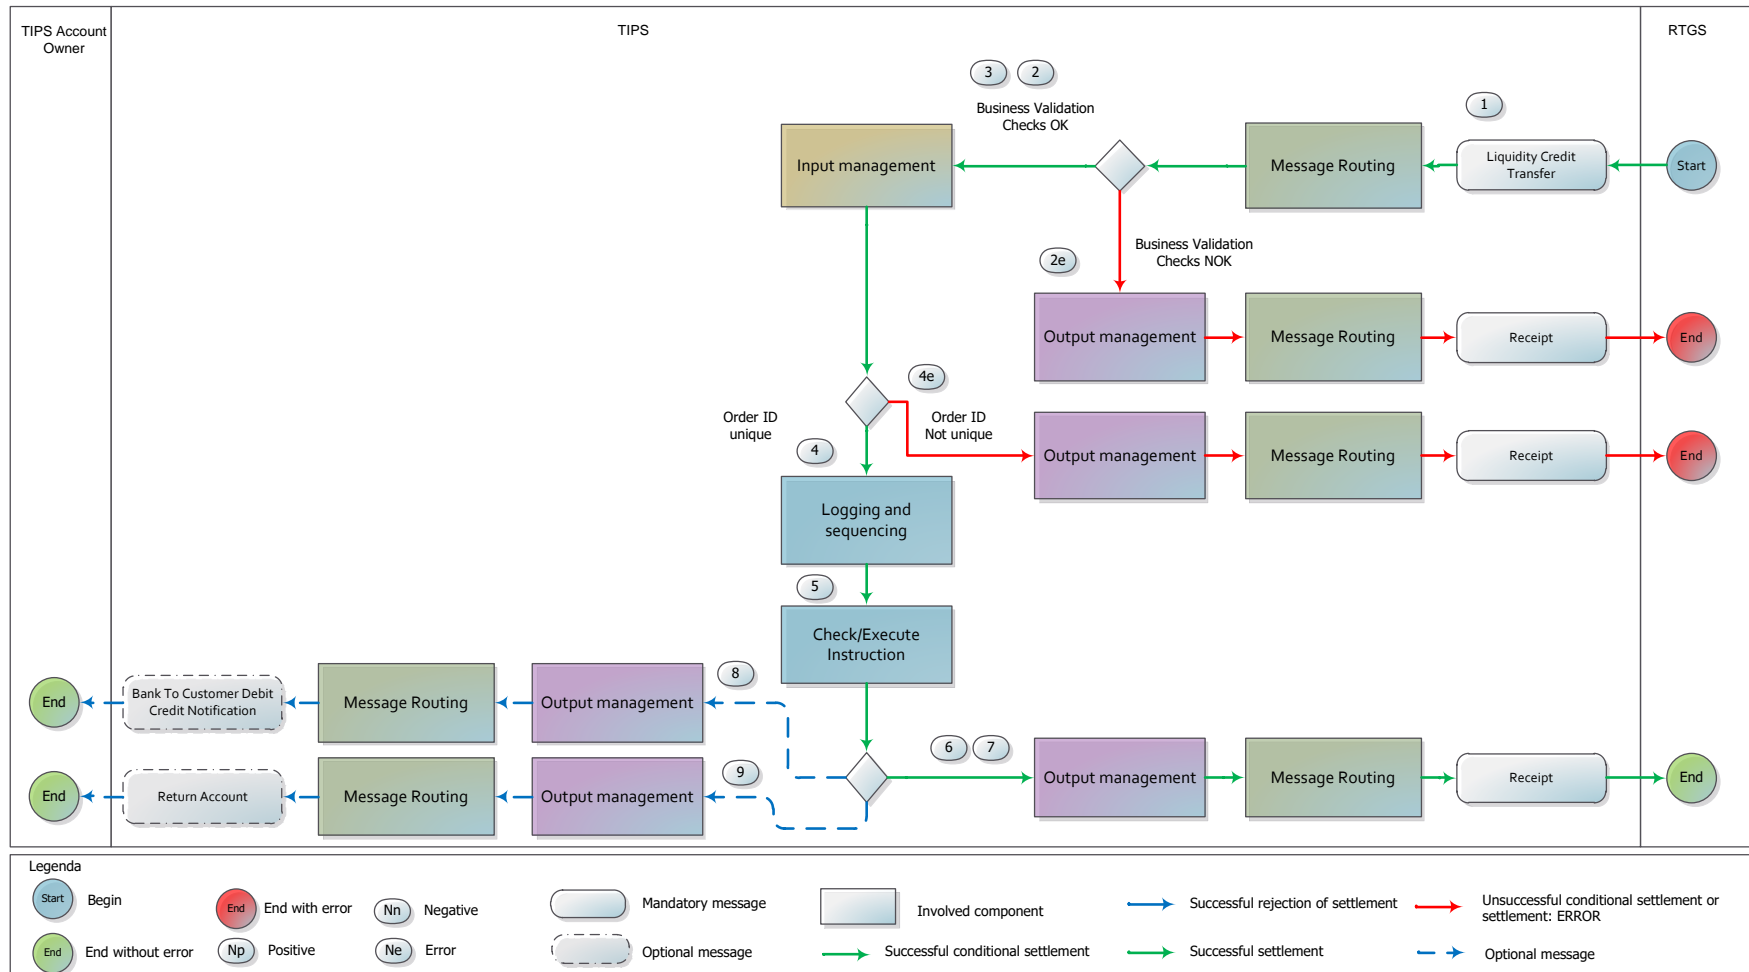 TIPS Account
Owner
TIPS
RTGS
3
2
1
Business Validation
Checks OK
Input management
Message Routing
Liquidity Credit
Transfer
Start
2e
Business Validation
Checks NOK
Output management
Message Routing
Receipt
End
4e
Order ID
unique
Order ID
Not unique
4
Output management
Message Routing
Receipt
End
Logging and
sequencing
5
Check/Execute
Instruction
End
Bank To Customer Debit
Credit Notification
Message Routing
Output management
8
End
Return Account
Message Routing
Output management
9
6
7
Output management
Message Routing
Receipt
End
Legenda
Start
Begin
End
End with error
Nn
Negative
Mandatory message
Involved component
Successful rejection of settlement
Unsuccessful conditional settlement or
settlement: ERROR
End
End without error
Np
Positive
Ne
Error
Optional message
Successful conditional settlement
Successful settlement
Optional message